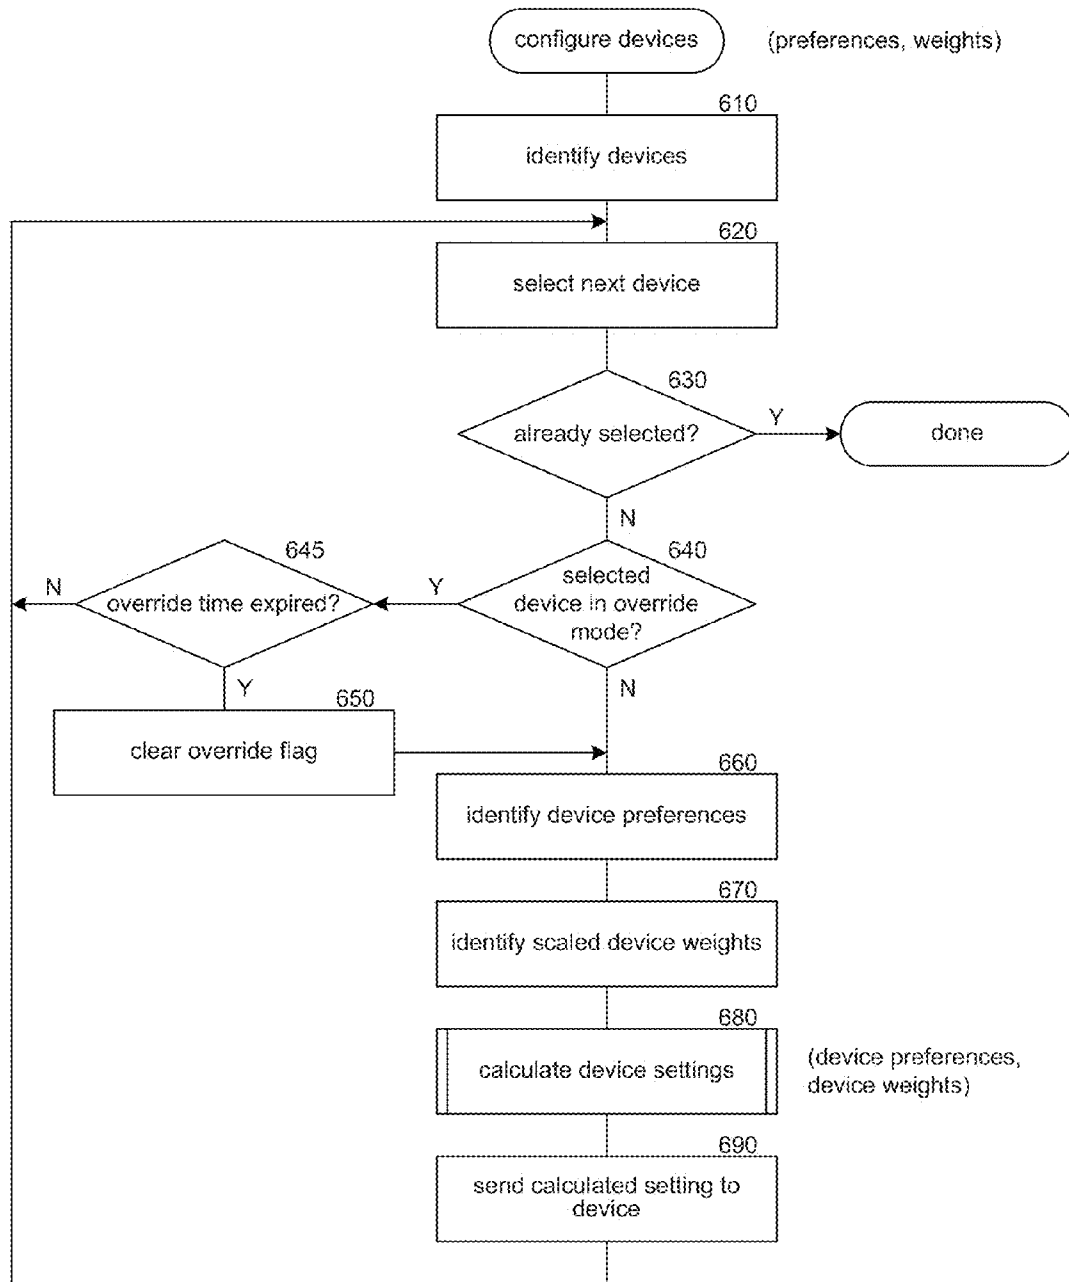 configure devices
(preferences, weights)
610
identify devices
620
select next device
630
already selected?
Y
done
N
640
selected
device in override
mode?
Y
645
override time expired?
N
Y
N
650
clear override flag
660
identify device preferences
670
identify scaled device weights
680
calculate device settings
(device preferences,
device weights)
690
send calculated setting to
device